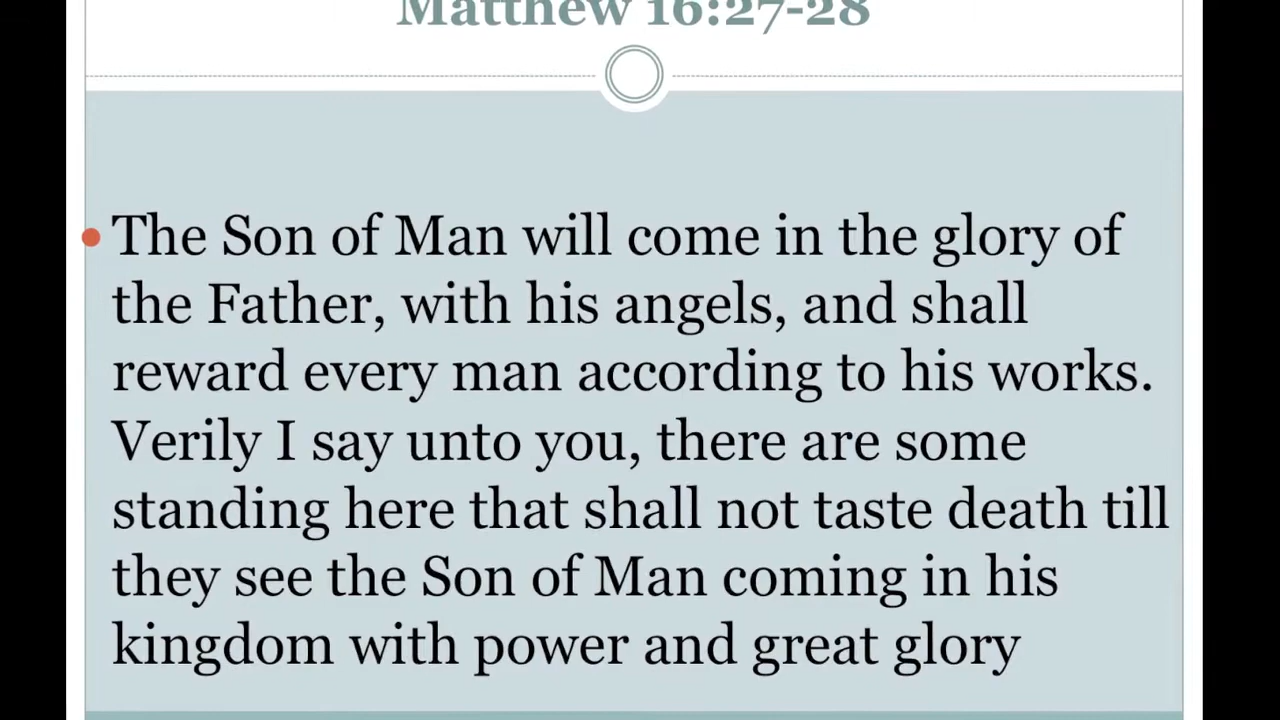 Matthew 16:27-28
The Son of Man will come in the glory of
the Father, with his angels, and shall
reward every man according to his works.
Verily I say unto you, there are some
standing here that shall not taste death till
they see the Son of Man coming in his
kingdom with power and great glory